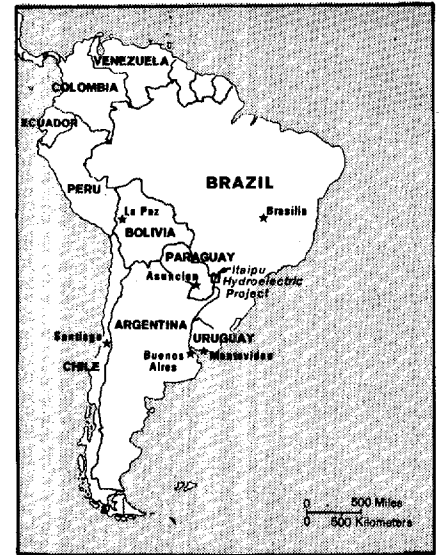 VENEZUELA
COLOMBIA
ECUADOR
PERU
BRAZIL
La Paz
Brasilia
BOLIVIA
PARAGUAY
Itaipu
Asuncion
Hydroelectric
Project
ARGENTINA
Santiago
URUGUAY
Buenos
Montevideo
Aires
CHILE
0 500 Miles
0 500 Kilometers